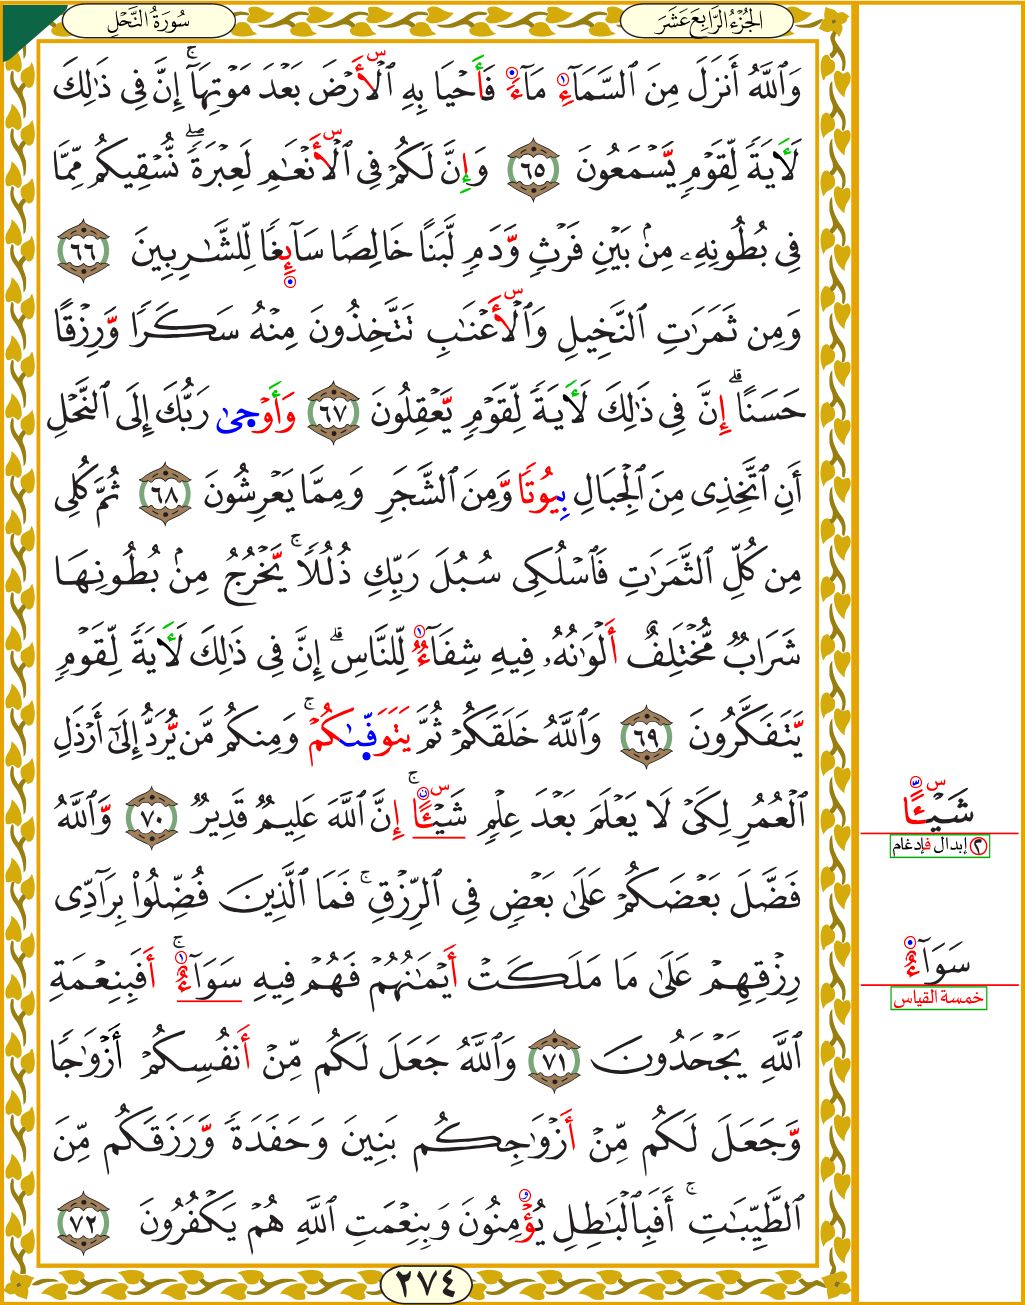 سُورَةُ النَّحْلِ
الجُزْءُ الرَّابِعَ عَشَرَ
وَٱللَّهُ أَنزَلَ مِنَ ٱلسَّمَآءِ مَآءً فَأَحْيَا بِهِ ٱلْأَرْضَ بَعْدَ مَوْتِهَآ ۚ إِنَّ فِى ذَٰلِكَ
لَأٓيَةً لِّقَوْمٍ يَسْمَعُونَ ٦٥ وَإِنَّ لَكُمْ فِى ٱلْأَنْعَٰمِ لَعِبْرَةً ۖ نُّسْقِيكُم مِّمَّا
فِى بُطُونِهِۦ مِنۢ بَيْنِ فَرْثٍ وَدَمٍ لَّبَنًا خَالِصًا سَآئِغًا لِّلشَّٰرِبِينَ ٦٦
وَمِن ثَمَرَٰتِ ٱلنَّخِيلِ وَٱلْأَعْنَٰبِ تَتَّخِذُونَ مِنْهُ سَكَرًا وَرِزْقًا
حَسَنًا ۗ إِنَّ فِى ذَٰلِكَ لَأٓيَةً لِّقَوْمٍ يَعْقِلُونَ ٦٧ وَأَوْحَىٰ رَبُّكَ إِلَى ٱلنَّحْلِ
أَنِ ٱتَّخِذِى مِنَ ٱلْجِبَالِ بِيُوتًا وَمِنَ ٱلشَّجَرِ وَمِمَّا يَعْرِشُونَ ٦٨ ثُمَّ كُلِى
مِن كُلِّ ٱلثَّمَرَٰتِ فَٱسْلُكِى سُبُلَ رَبِّكِ ذُلُلًا ۚ يَخْرُجُ مِنۢ بُطُونِهَا
شَرَابٌ مُّخْتَلِفٌ أَلْوَٰنُهُۥ فِيهِ شِفَآءٌ لِّلنَّاسِ ۗ إِنَّ فِى ذَٰلِكَ لَأٓيَةً لِّقَوْمٍ
يَتَفَكَّرُونَ ٦٩ وَٱللَّهُ خَلَقَكُمْ ثُمَّ يَتَوَفَّىٰكُمْ ۚ وَمِنكُم مَّن يُرَدُّ إِلَىٰٓ أَرْذَلِ
ٱلْعُمُرِ لِكَىْ لَا يَعْلَمَ بَعْدَ عِلْمٍ شَيْـًٔا ۚ إِنَّ ٱللَّهَ عَلِيمٌ قَدِيرٌ ٧٠ وَٱللَّهُ
فَضَّلَ بَعْضَكُمْ عَلَىٰ بَعْضٍ فِى ٱلرِّزْقِ ۚ فَمَا ٱلَّذِينَ فُضِّلُوا۟ بِرَآدِّى
رِزْقِهِمْ عَلَىٰ مَا مَلَكَتْ أَيْمَٰنُهُمْ فَهُمْ فِيهِ سَوَآءٌ ۚ أَفَبِنِعْمَةِ
ٱللَّهِ يَجْحَدُونَ ٧١ وَٱللَّهُ جَعَلَ لَكُم مِّنْ أَنفُسِكُمْ أَزْوَٰجًا
وَجَعَلَ لَكُم مِّنْ أَزْوَٰجِكُم بَنِينَ وَحَفَدَةً وَرَزَقَكُم مِّنَ
ٱلطَّيِّبَٰتِ ۚ أَفَبِٱلْبَٰطِلِ يُؤْمِنُونَ وَبِنِعْمَتِ ٱللَّهِ هُمْ يَكْفُرُونَ ٧٢
٢٧٤
شَيْـًٔا
٢ إبدال فإدغام
سَوَآءٌ
خمسة القياس